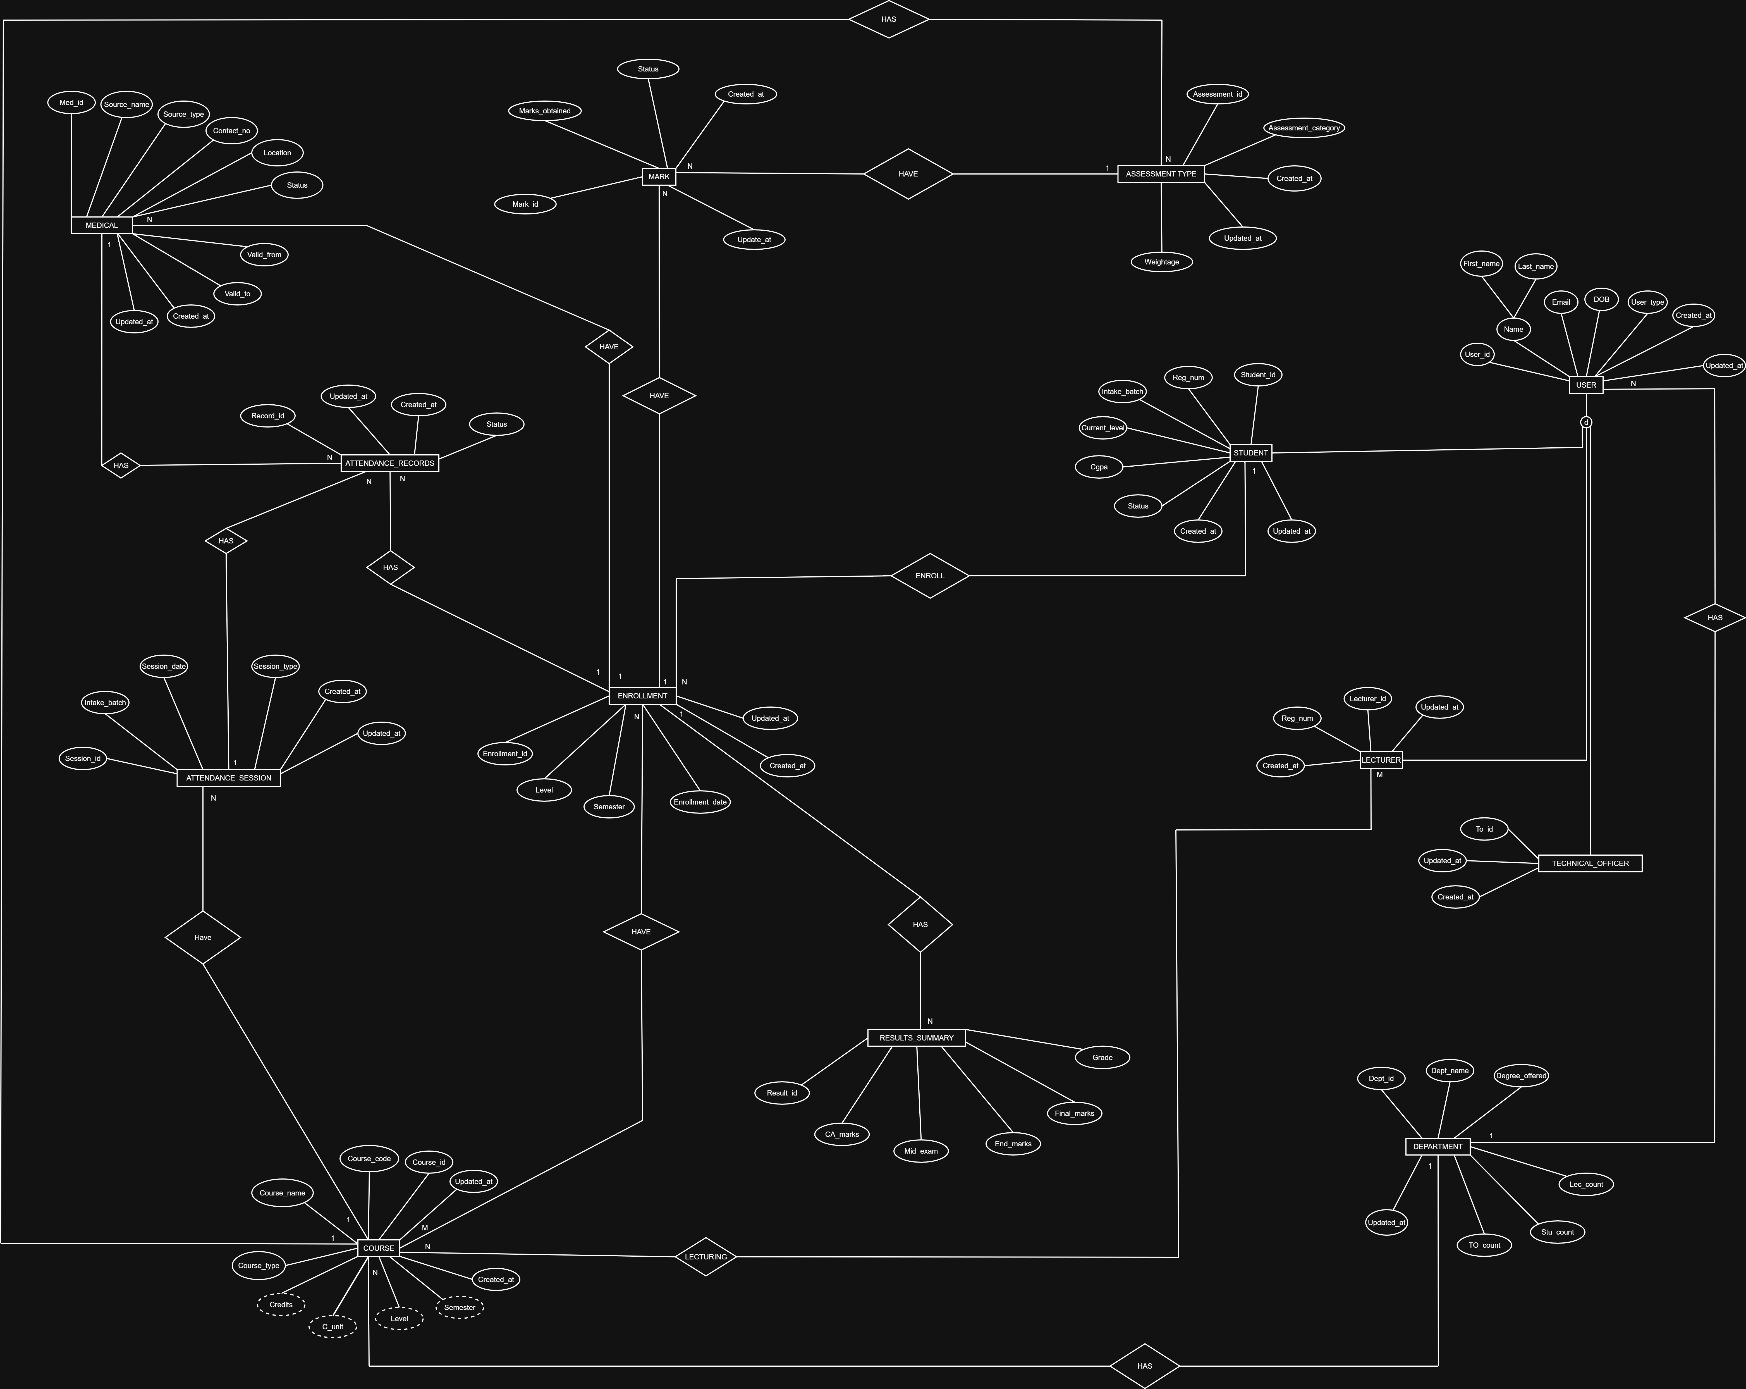 HAS
Status
Created_at
Marks_obtained
MARK
N
N
Mark_id
Update_at
HAVE
1
N
ASSESSMENT TYPE
Assessment_id
Assessment_category
Created_at
Updated_at
Weightage
Med_id
Source_name
Source_type
Contact_no
Location
Status
MEDICAL
N
1
Valid_from
Valid_to
Created_at
Updated_at
HAVE
HAVE
First_name
Last_name
Name
Email
DOB
User_type
Created_at
Updated_at
User_id
USER
N
d
Student_id
Reg_num
Intake_batch
Current_level
Cgpa
Status
Created_at
Updated_at
STUDENT
1
Record_id
Updated_at
Created_at
Status
ATTENDANCE_RECORDS
N
N
N
HAS
HAS
HAS
ENROLL
HAS
Session_date
Session_type
Intake_batch
Created_at
Session_id
Updated_at
1
ATTENDANCE_SESSION
N
1
1
1
N
ENROLLMENT
N
1
Updated_at
Created_at
Enrollment_id
Level
Semester
Enrollment_date
Lecturer_id
Reg_num
Updated_at
Created_at
LECTURER
M
To_id
Updated_at
Created_at
TECHNICAL_OFFICER
Have
HAVE
HAS
N
RESULTS_SUMMARY
Grade
Result_id
CA_marks
Mid_exam
End_marks
Final_marks
Dept_id
Dept_name
Degree_offered
DEPARTMENT
1
1
Lec_count
Stu_count
TO_count
Updated_at
Course_code
Course_id
Updated_at
Course_name
1
1
M
N
COURSE
N
Course_type
Credits
C_unit
Level
Semester
Created_at
LECTURING
HAS